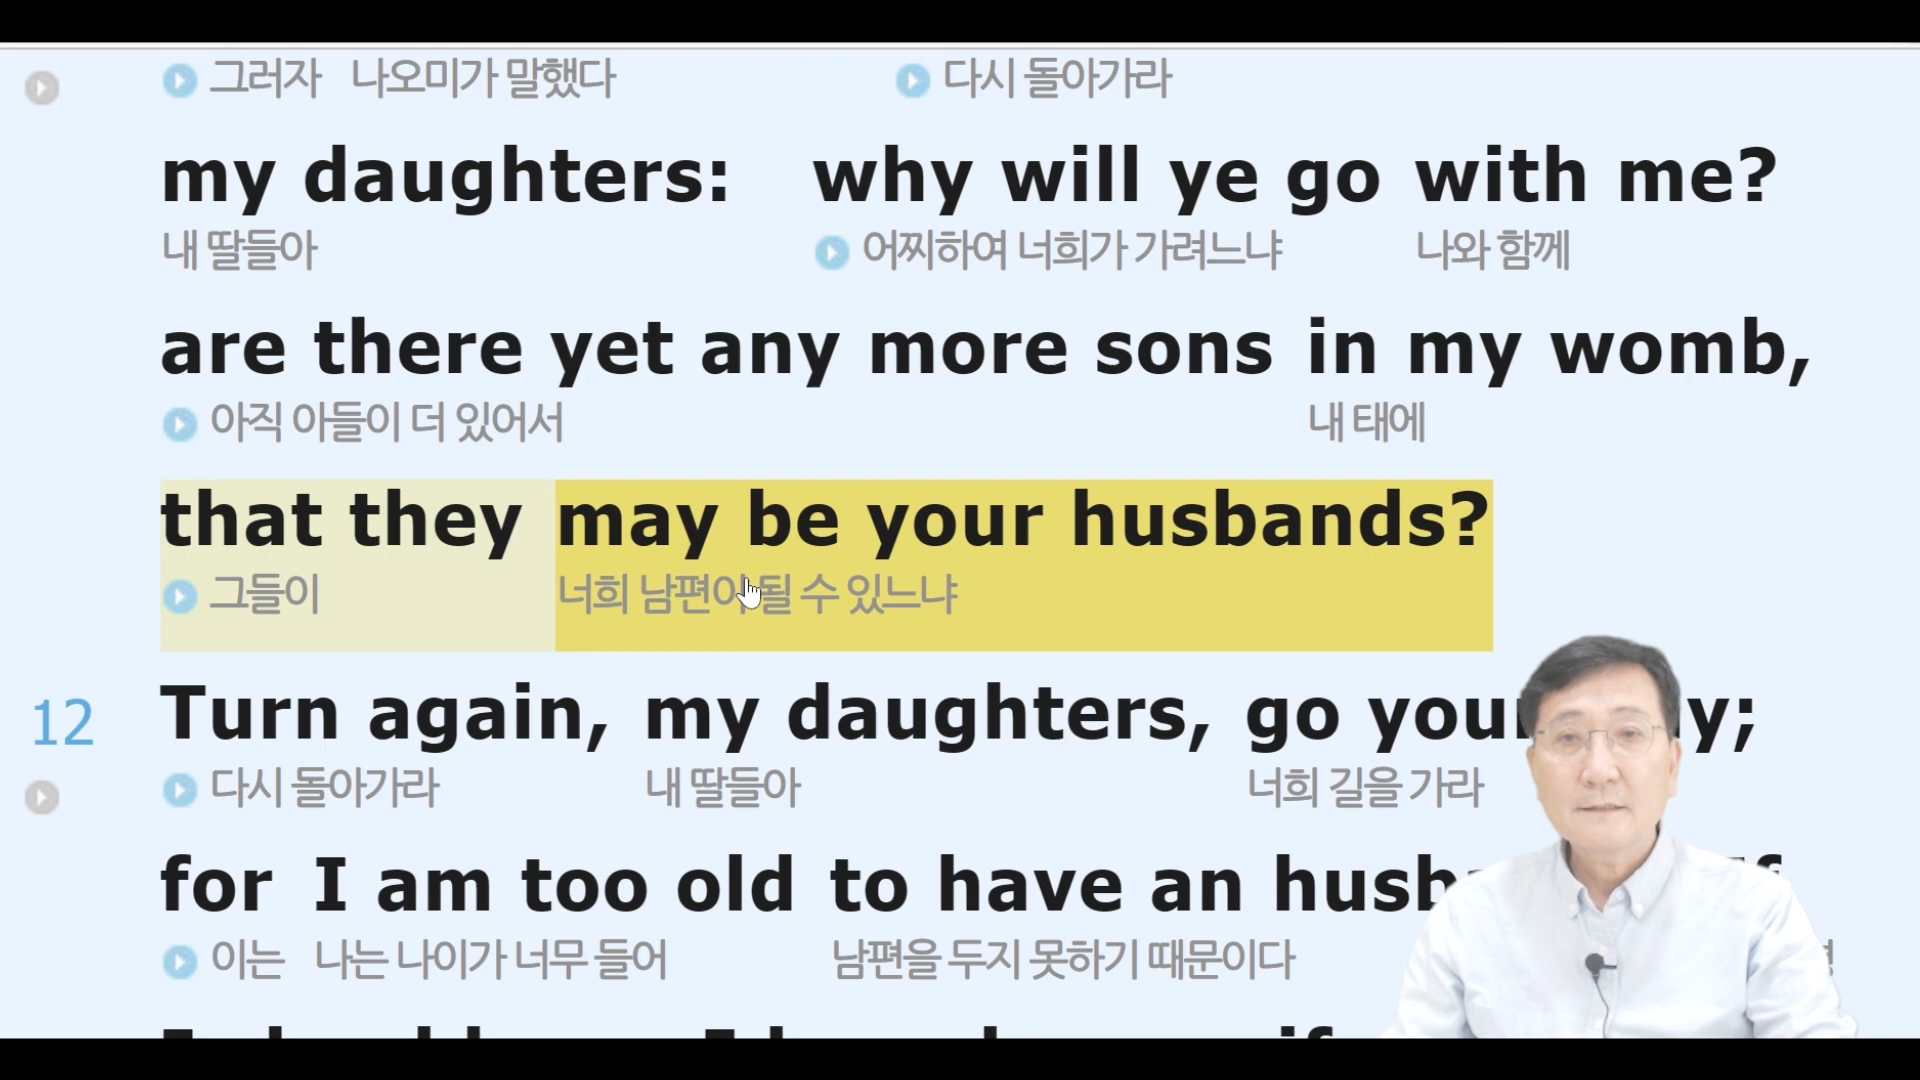 그러자 나오미가 말했다 다시 돌아가라
my daughters: why will ye go with me?
내 딸들아 어찌하여 너희가 가려느냐 나와 함께
are there yet any more sons in my womb,
아직 아들이 더 있어서 내 태에
that they may be your husbands?
그들이 너희 남편이 될 수 있느냐
12 Turn again, my daughters, go
다시 돌아가라 내 딸들아 너희 길을 가라
for I am too old to have an
이는 나는 나이가 너무 들어 남편을 두지 못하기 때문이다